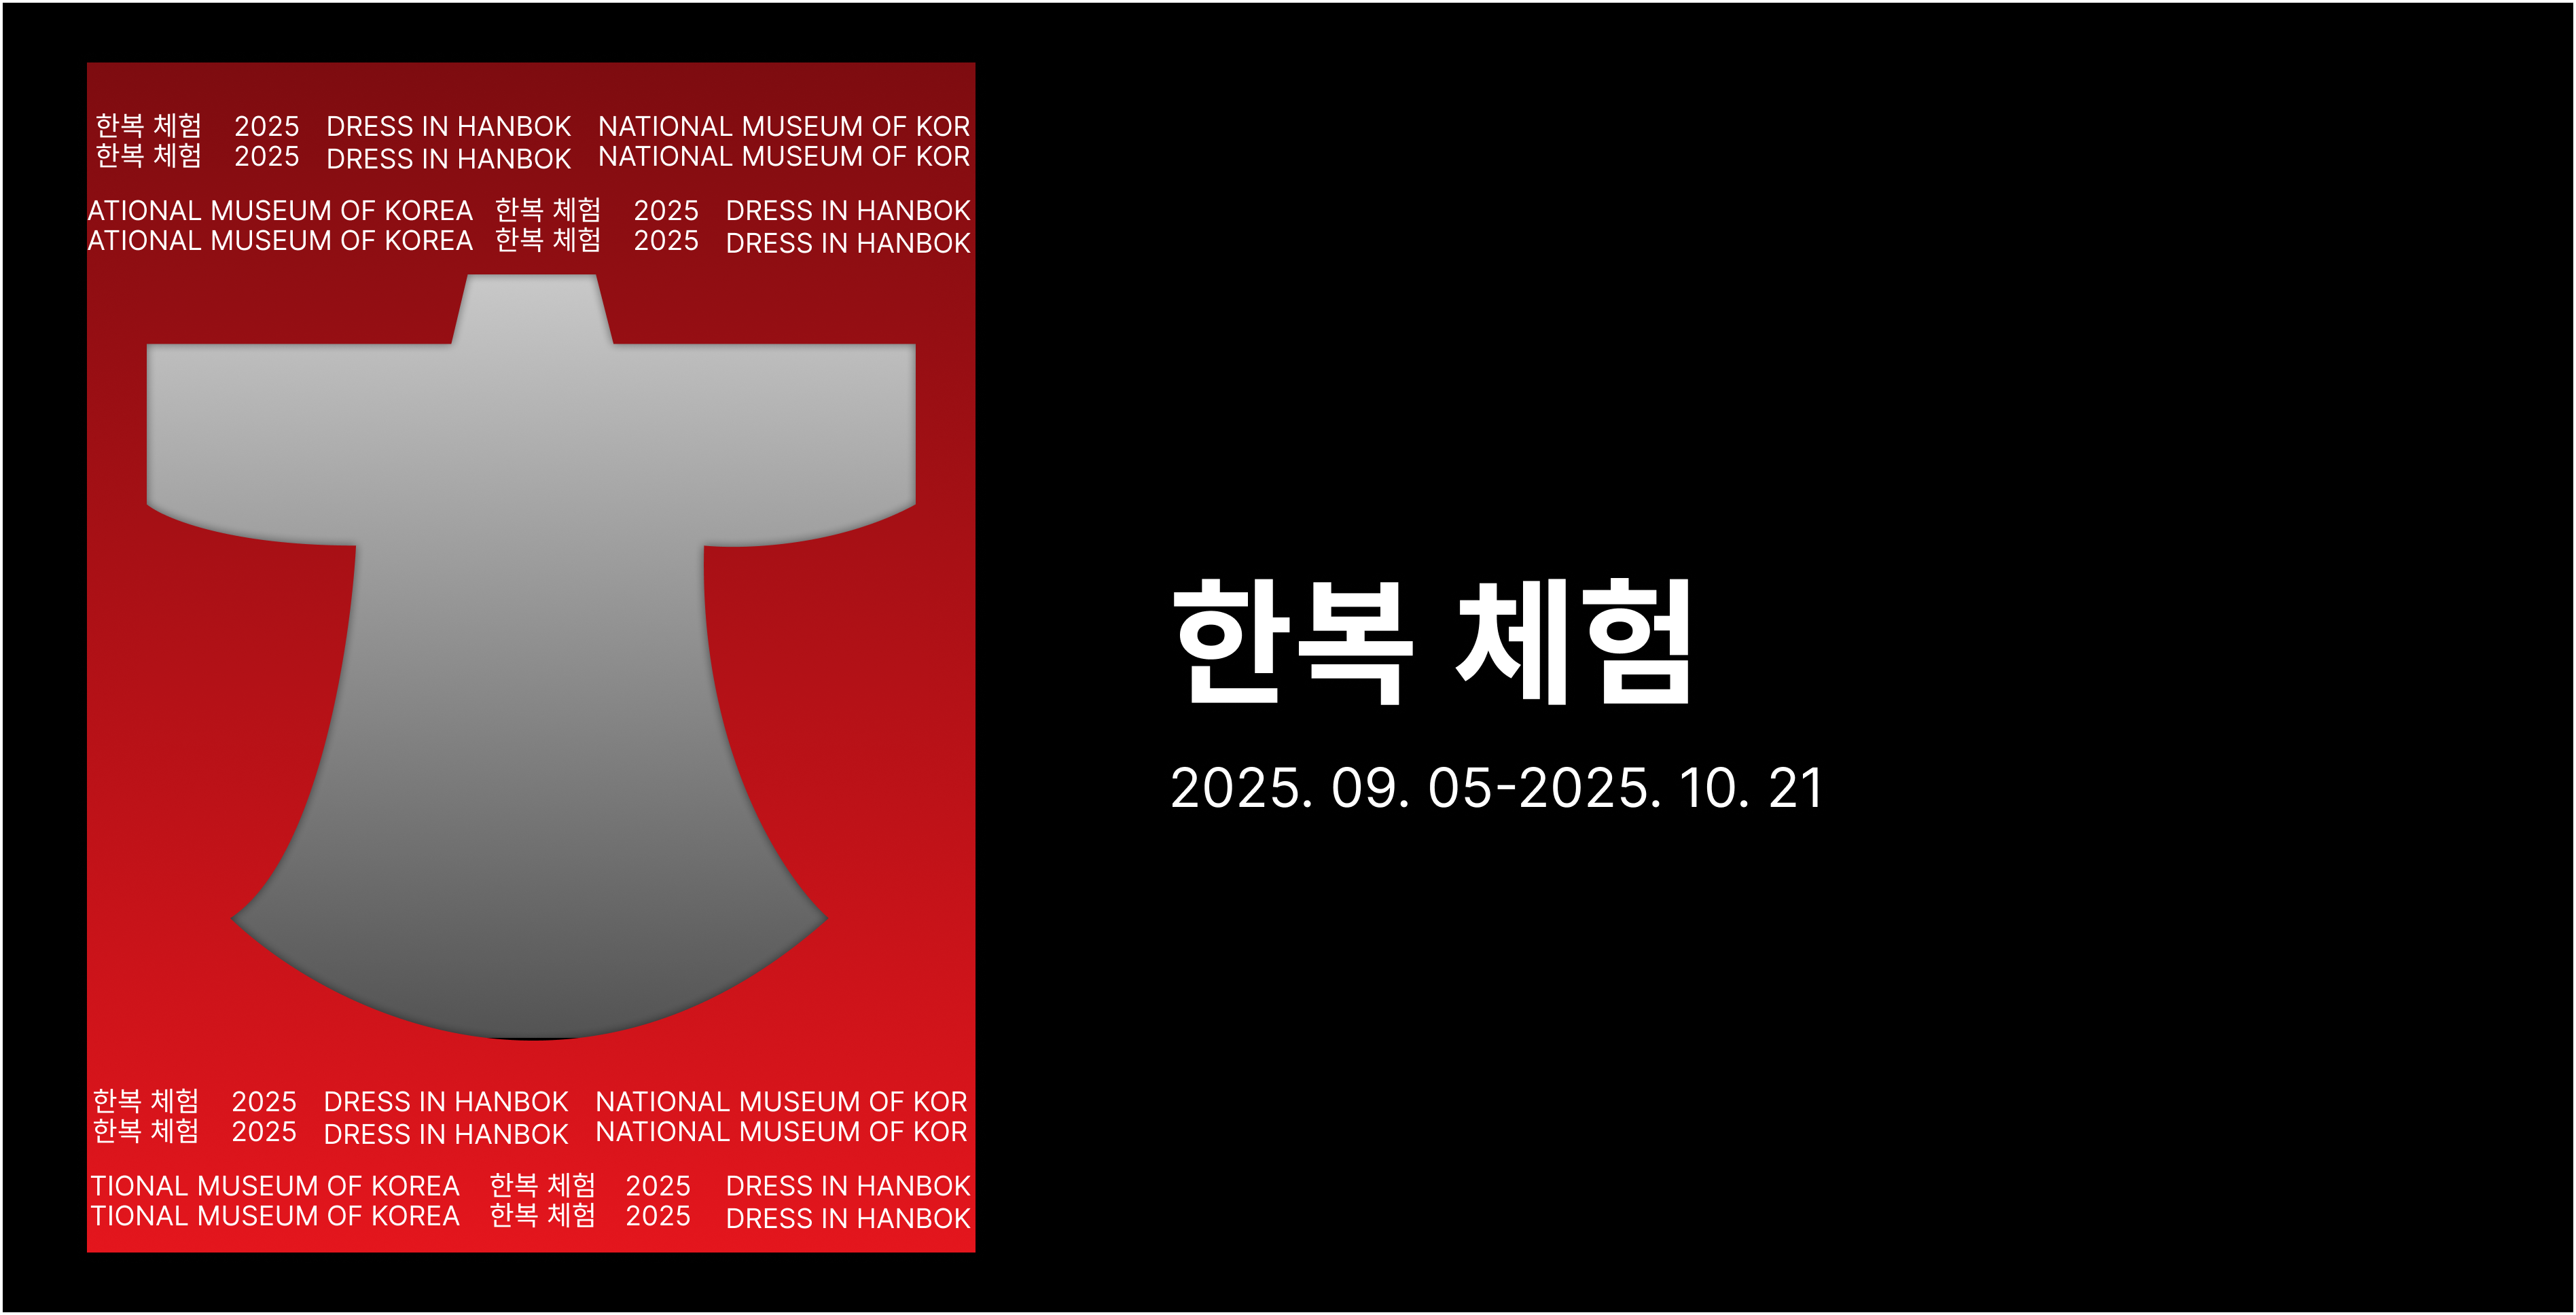 한복 체험 2025 DRESS IN HANBOK NATIONAL MUSEUM OF KOR
한복 체험 2025 DRESS IN HANBOK NATIONAL MUSEUM OF KOR
ATIONAL MUSEUM OF KOREA 한복 체험 2025 DRESS IN HANBOK
ATIONAL MUSEUM OF KOREA 한복 체험 2025 DRESS IN HANBOK
한복 체험 2025 DRESS IN HANBOK NATIONAL MUSEUM OF KOR
한복 체험 2025 DRESS IN HANBOK NATIONAL MUSEUM OF KOR
TIONAL MUSEUM OF KOREA 한복 체험 2025 DRESS IN HANBOK
TIONAL MUSEUM OF KOREA 한복 체험 2025 DRESS IN HANBOK
한복 체험
2025. 09. 05-2025. 10. 21